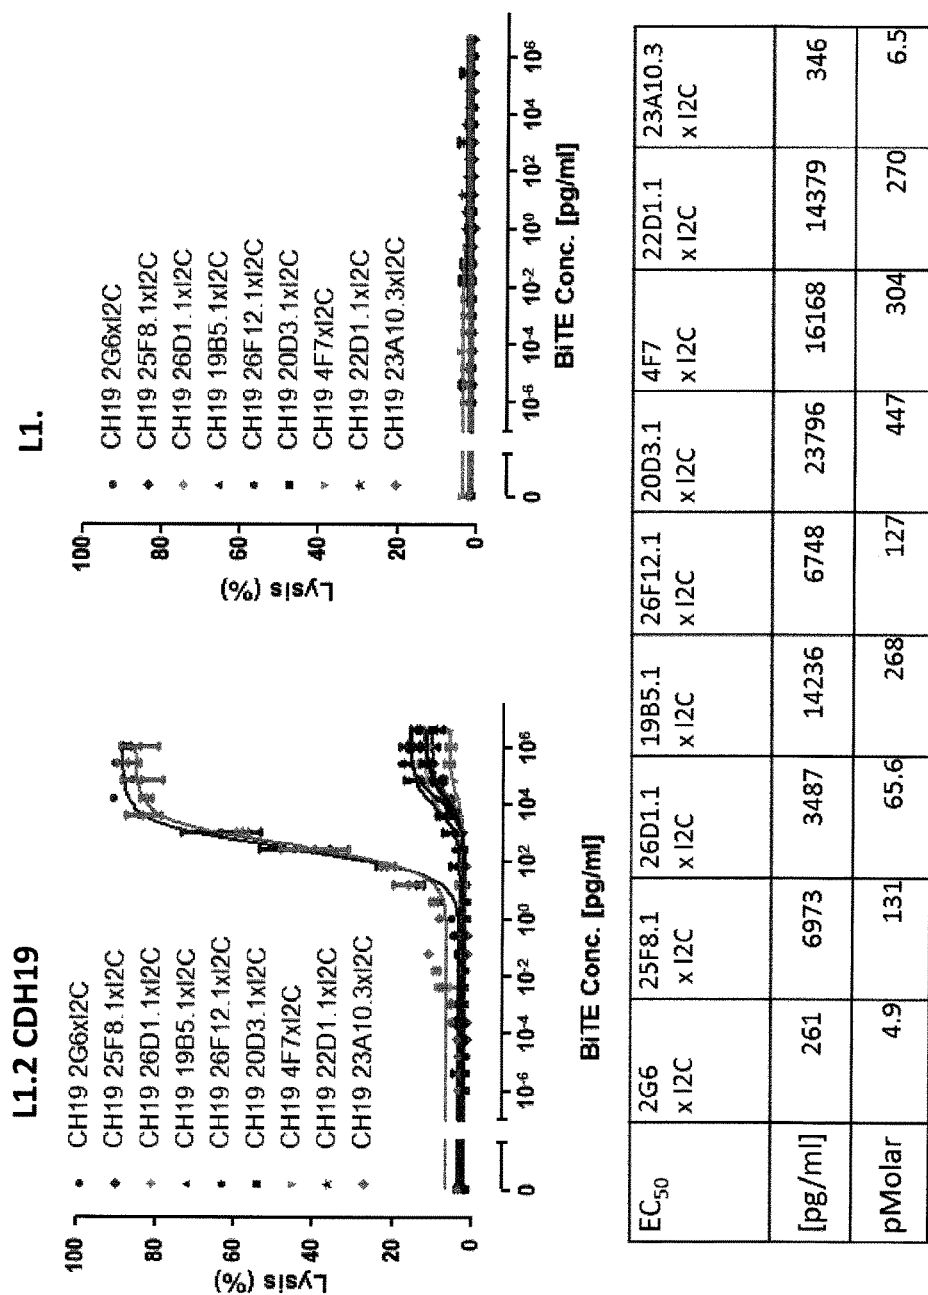 L1.2 CDH19
CH19 2G6xI2C
CH19 25F8.1xI2C
CH19 26D1.1xI2C
CH19 19B5.1xI2C
CH19 26F12.1xI2C
CH19 20D3.1xI2C
CH19 4F7xI2C
CH19 22D1.1xI2C
CH19 23A10.3xI2C
Lysis (%)
100
80
60
40
20
0
0 10-6 10-4 10-2 100 102 104 106
BiTE Conc. [pg/ml]
L1.
CH19 2G6xI2C
CH19 25F8.1xI2C
CH19 26D1.1xI2C
CH19 19B5.1xI2C
CH19 26F12.1xI2C
CH19 20D3.1xI2C
CH19 4F7xI2C
CH19 22D1.1xI2C
CH19 23A10.3xI2C
Lysis (%)
100
80
60
40
20
0
0 10-6 10-4 10-2 100 102 104 106
BiTE Conc. [pg/ml]
EC50 2G6 x I2C 25F8.1 x I2C 26D1.1 x I2C 19B5.1 x I2C 26F12.1 x I2C 20D3.1 x I2C 4F7 x I2C 22D1.1 x I2C 23A10.3 x I2C
[pg/ml] 261 6973 3487 14236 6748 23796 16168 14379 346
pMolar 4.9 131 65.6 268 127 447 304 270 6.5